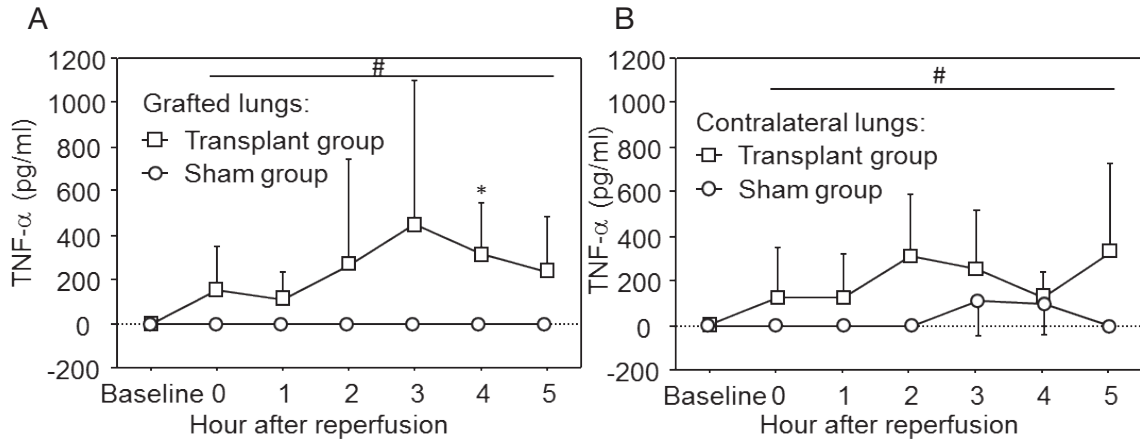 A
1200
1000
800
600
400
200
0
-200
TNF-α (pg/ml)
#
Grafted lungs:
Transplant group
Sham group
*
Baseline 0 1 2 3 4 5
Hour after reperfusion
B
1200
1000
800
600
400
200
0
-200
TNF-α (pg/ml)
#
Contralateral lungs:
Transplant group
Sham group
Baseline 0 1 2 3 4 5
Hour after reperfusion